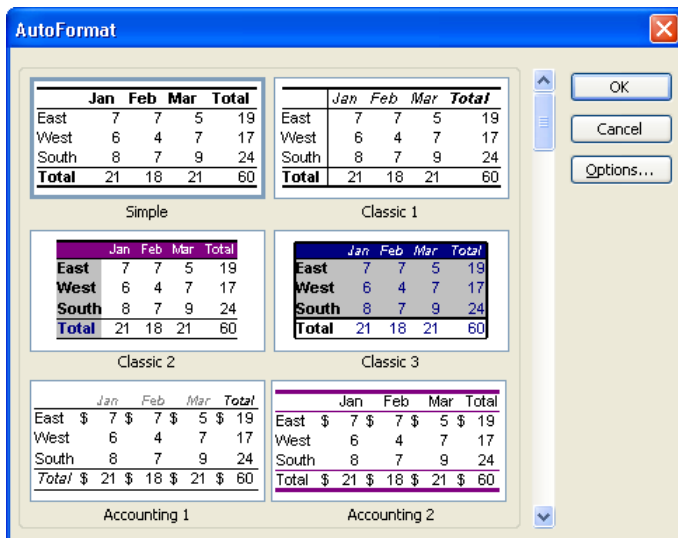 AutoFormat
Jan Feb Mar Total
East 7 7 5 19
West 6 4 7 17
South 8 7 9 24
Total 21 18 21 60
Simple
Jan Feb Mar Total
East 7 7 5 19
West 6 4 7 17
South 8 7 9 24
Total 21 18 21 60
Classic 1
Jan Feb Mar Total
East 7 7 5 19
West 6 4 7 17
South 8 7 9 24
Total 21 18 21 60
Classic 2
Jan Feb Mar Total
East 7 7 5 19
West 6 4 7 17
South 8 7 9 24
Total 21 18 21 60
Classic 3
Jan Feb Mar Total
East $ 7 $ 7 $ 5 $ 19
West 6 4 7 17
South 8 7 9 24
Total $ 21 $ 18 $ 21 $ 60
Accounting 1
Jan Feb Mar Total
East $ 7 $ 7 $ 5 $ 19
West 6 4 7 17
South 8 7 9 24
Total $ 21 $ 18 $ 21 $ 60
Accounting 2
OK
Cancel
Options...